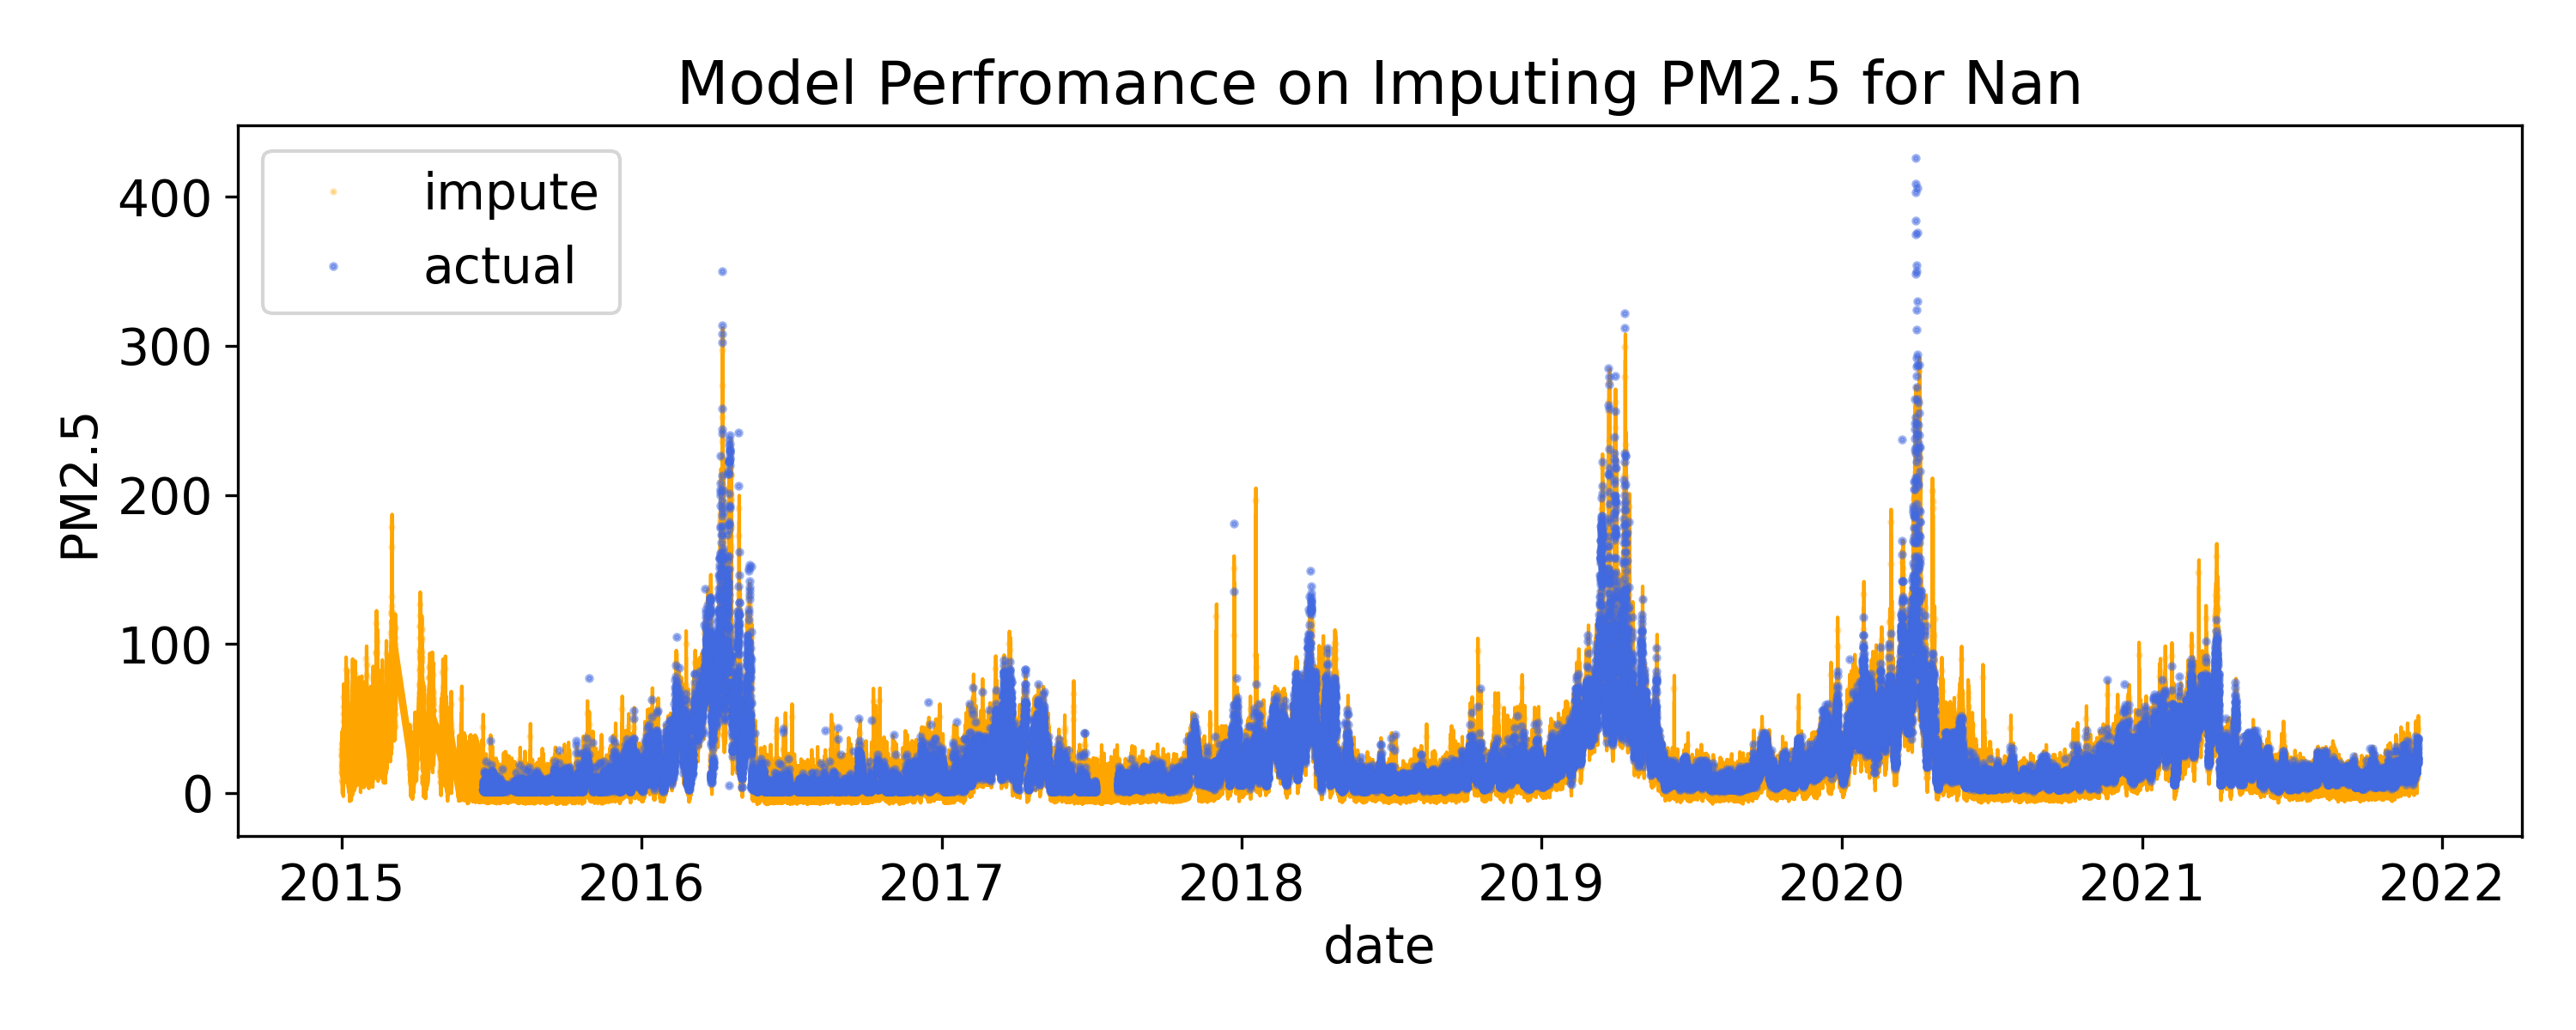 Model Perfromance on Imputing PM2.5 for Nan
impute
actual
400
300
200
100
0
PM2.5
2015 2016 2017 2018 2019 2020 2021 2022
date